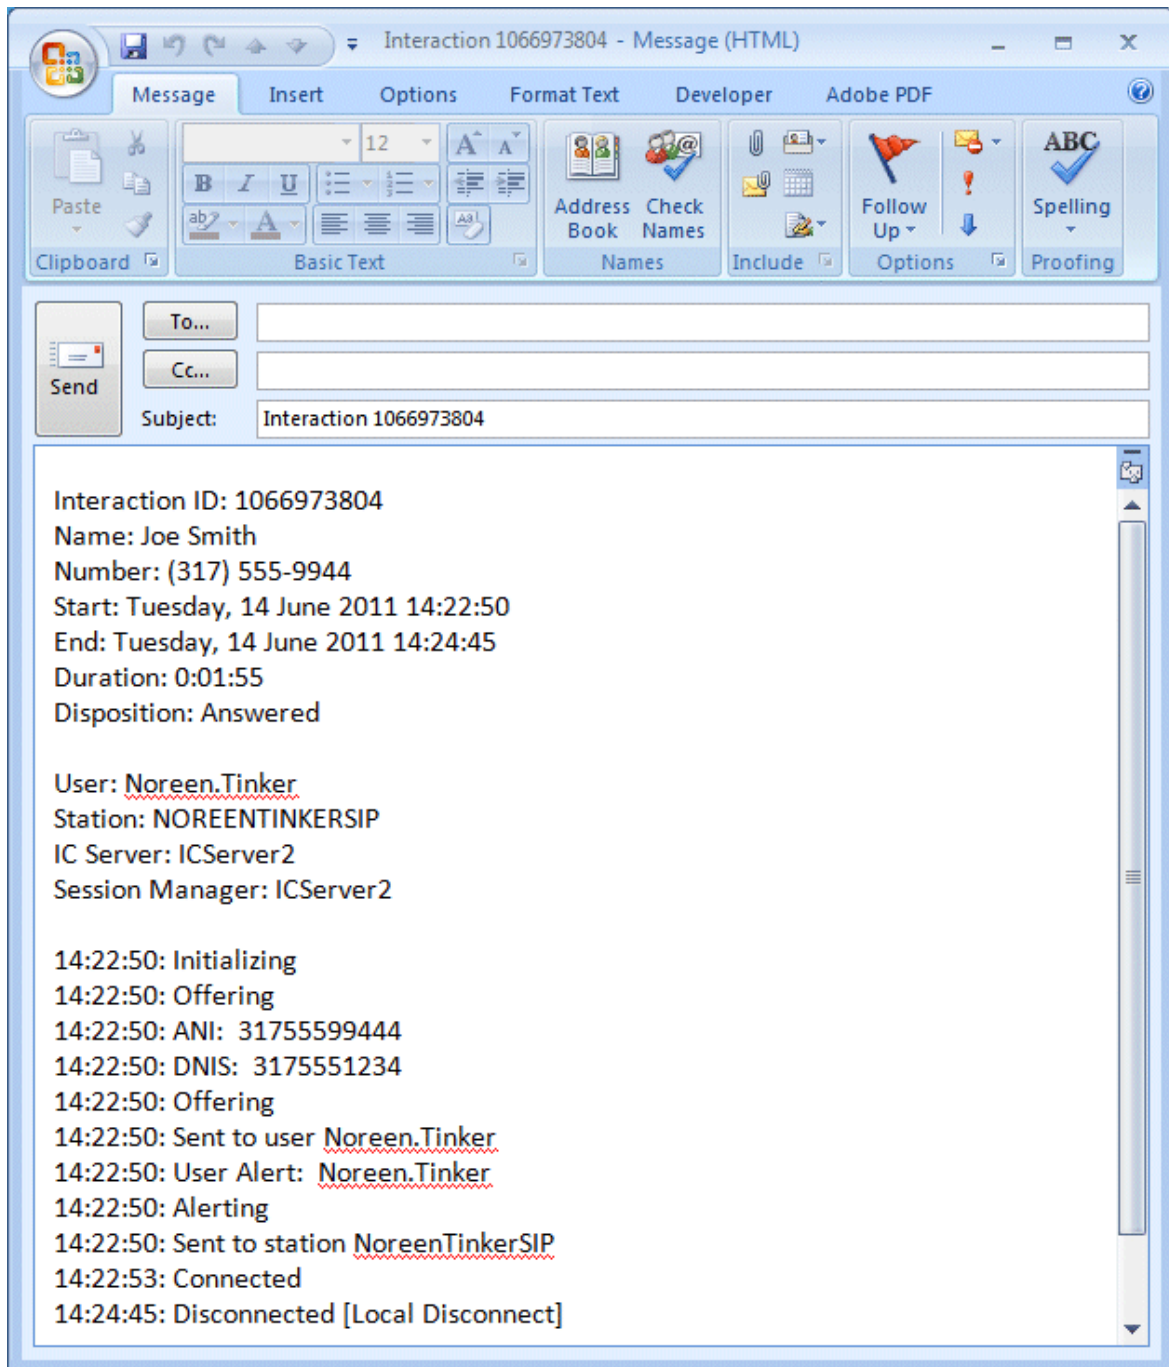 Interaction 1066973804 - Message (HTML)
Message Insert Options Format Text Developer Adobe PDF
Paste
12
A A
B I U
ab A Aa
Address Book
Check Names
Follow Up
ABC
Spelling
Clipboard Basic Text Names Include Options Proofing
Send
To...
Cc...
Subject: Interaction 1066973804
Interaction ID: 1066973804
Name: Joe Smith
Number: (317) 555-9944
Start: Tuesday, 14 June 2011 14:22:50
End: Tuesday, 14 June 2011 14:24:45
Duration: 0:01:55
Disposition: Answered
User: Noreen.Tinker
Station: NOREENTINKERSIP
IC Server: ICServer2
Session Manager: ICServer2
14:22:50: Initializing
14:22:50: Offering
14:22:50: ANI:  31755599444
14:22:50: DNIS:  3175551234
14:22:50: Offering
14:22:50: Sent to user Noreen.Tinker
14:22:50: User Alert:  Noreen.Tinker
14:22:50: Alerting
14:22:50: Sent to station NoreenTinkerSIP
14:22:53: Connected
14:24:45: Disconnected [Local Disconnect]